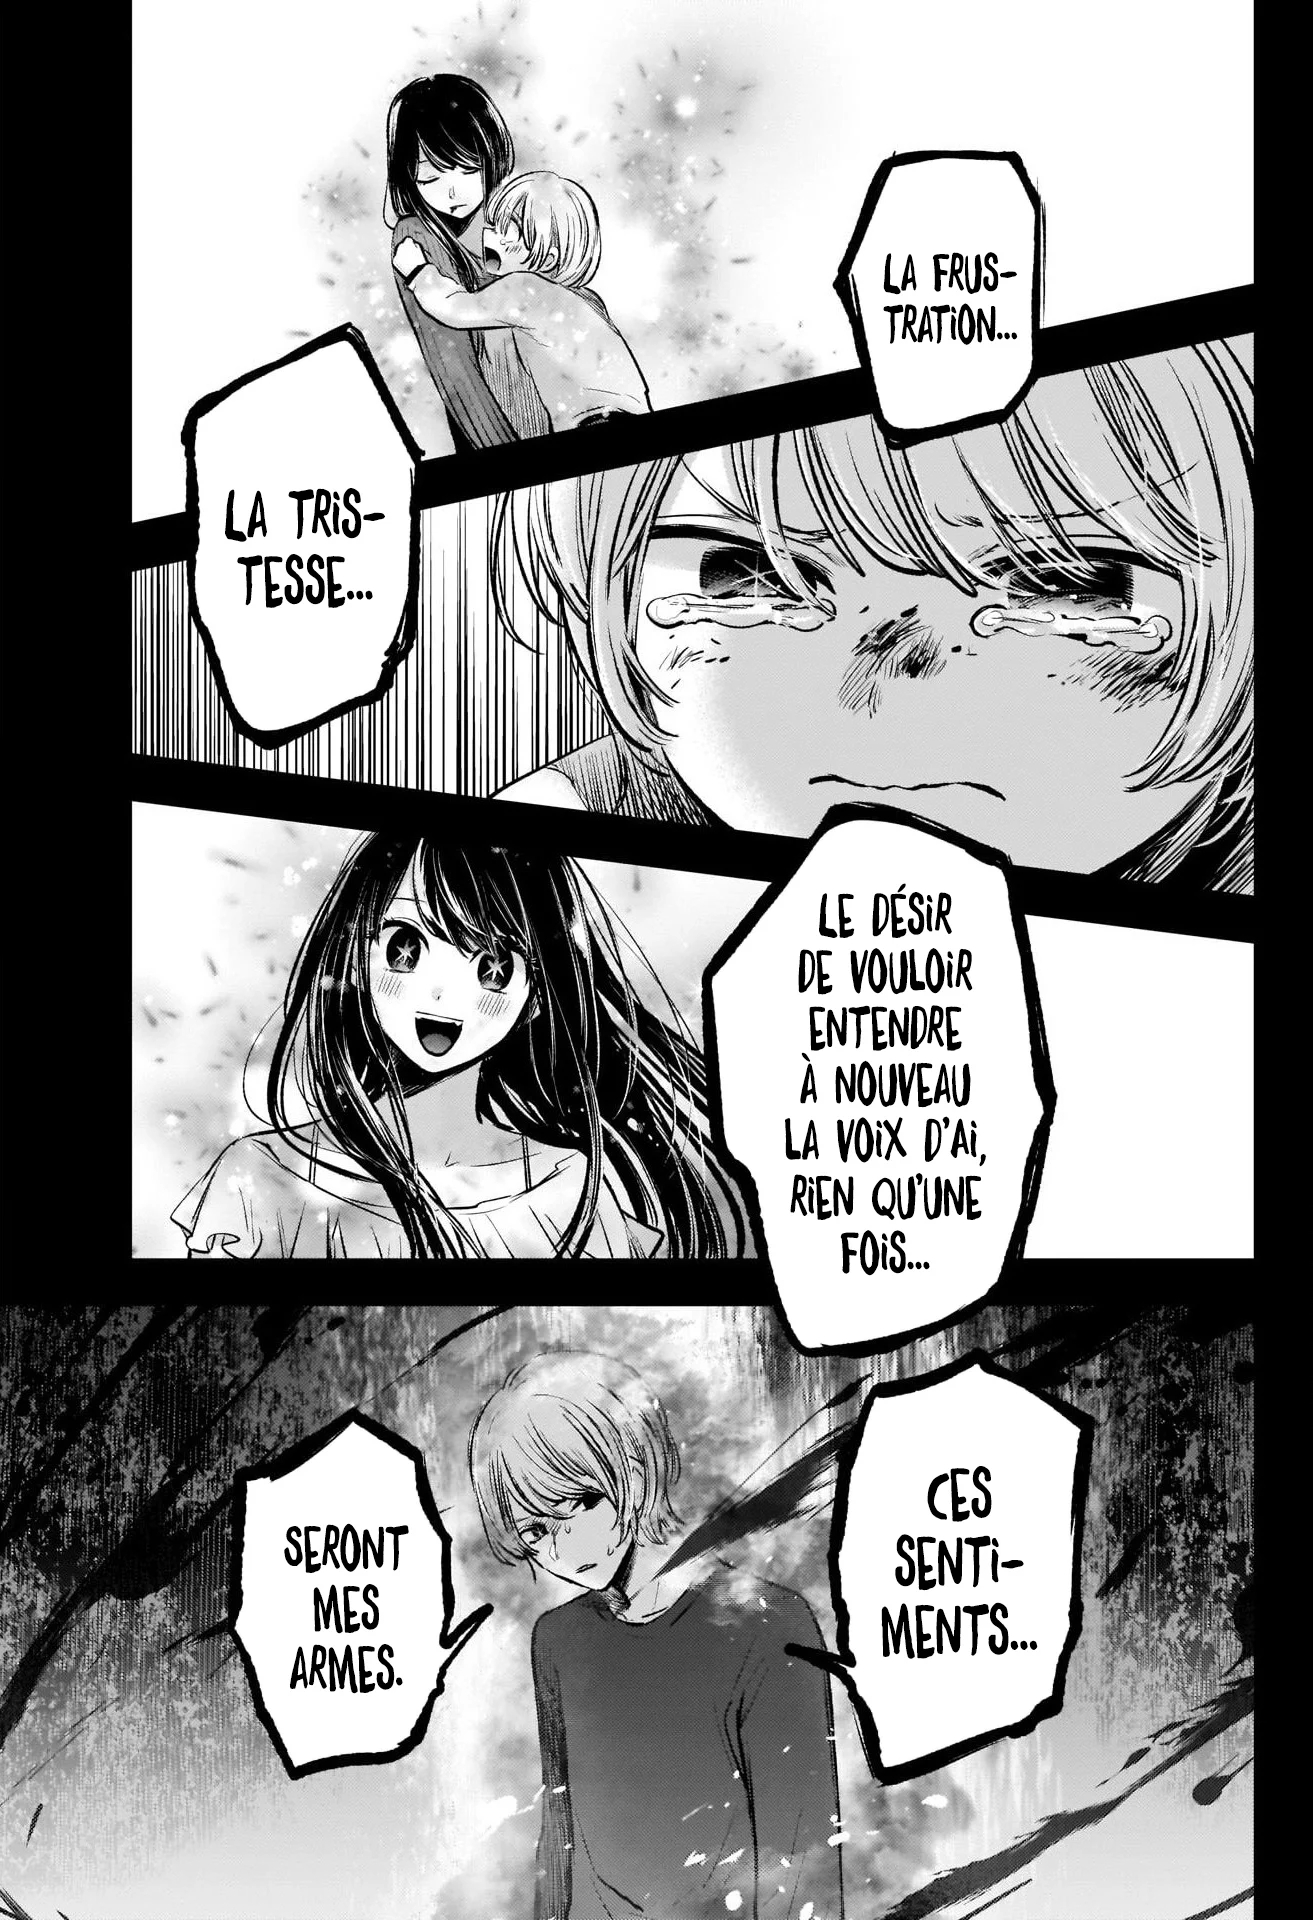 LA FRUS-
TRATION...
LA TRIS-
TESSE...
LE DÉSIR
DE VOULOIR
ENTENDRE
À NOUVEAU
LA VOIX D'AI,
RIEN QU'UNE
FOIS...
CES
SENTI-
MENTS...
SERONT
MES
ARMES.